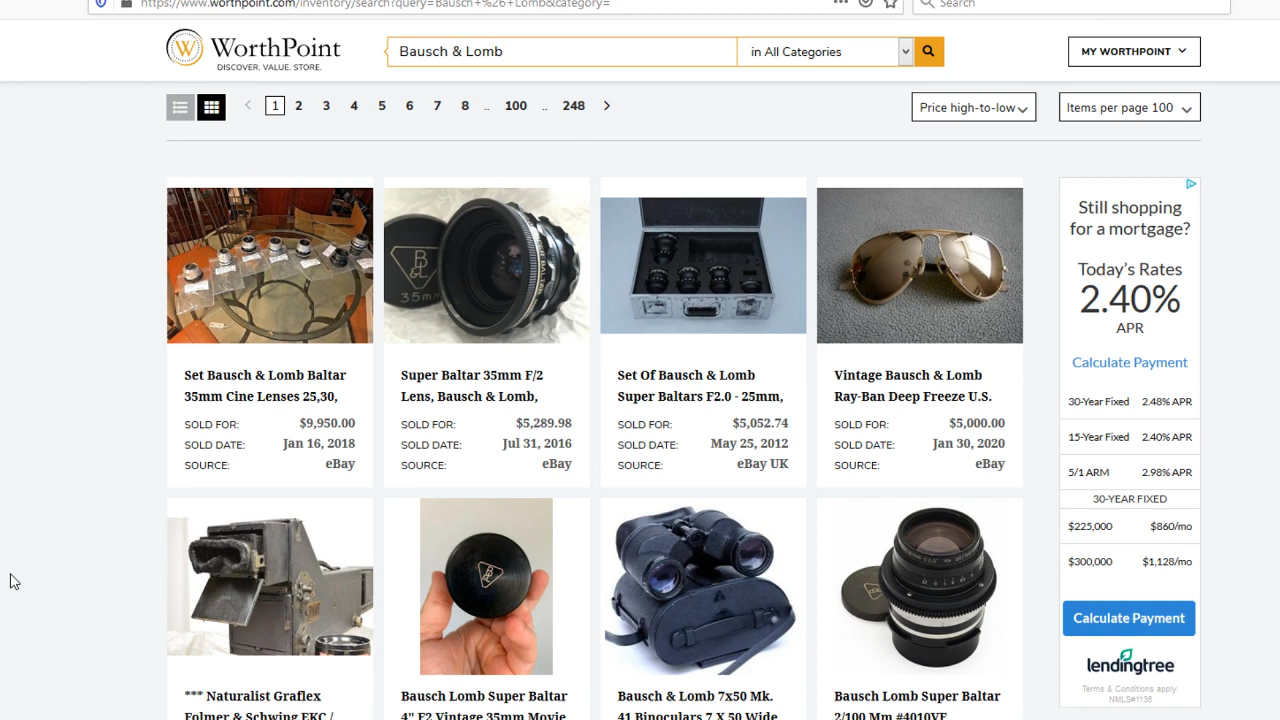 https://www.worthpoint.com/inventory/search?query=Bausch+%26+Lomb&category=
Search
WorthPoint
DISCOVER. VALUE. STORE.
Bausch & Lomb
in All Categories
MY WORTHPOINT
1 2 3 4 5 6 7 8 .. 100 .. 248
Price high-to-low
Items per page 100
Set Bausch & Lomb Baltar
35mm Cine Lenses 25,30,
SOLD FOR: $9,950.00
SOLD DATE: Jan 16, 2018
SOURCE: eBay
B&L
35mm
Super Baltar 35mm F/2
Lens, Bausch & Lomb,
SOLD FOR: $5,289.98
SOLD DATE: Jul 31, 2016
SOURCE: eBay
Set Of Bausch & Lomb
Super Baltars F2.0 - 25mm,
SOLD FOR: $5,052.74
SOLD DATE: May 25, 2012
SOURCE: eBay UK
Vintage Bausch & Lomb
Ray-Ban Deep Freeze U.S.
SOLD FOR: $5,000.00
SOLD DATE: Jan 30, 2020
SOURCE: eBay
*** Naturalist Graflex
Folmer & Schwing EKC /
Bausch Lomb Super Baltar
4" F2 Vintage 35mm Movie
Bausch & Lomb 7x50 Mk.
41 Binoculars 7 X 50 Wide
Bausch Lomb Super Baltar
2/100 Mm #4010VF
Still shopping
for a mortgage?
Today's Rates
2.40%
APR
Calculate Payment
30-Year Fixed 2.48% APR
15-Year Fixed 2.40% APR
5/1 ARM 2.98% APR
30-YEAR FIXED
$225,000 $860/mo
$300,000 $1,128/mo
Calculate Payment
lendingtree
Terms & Conditions apply
NMLS#1136